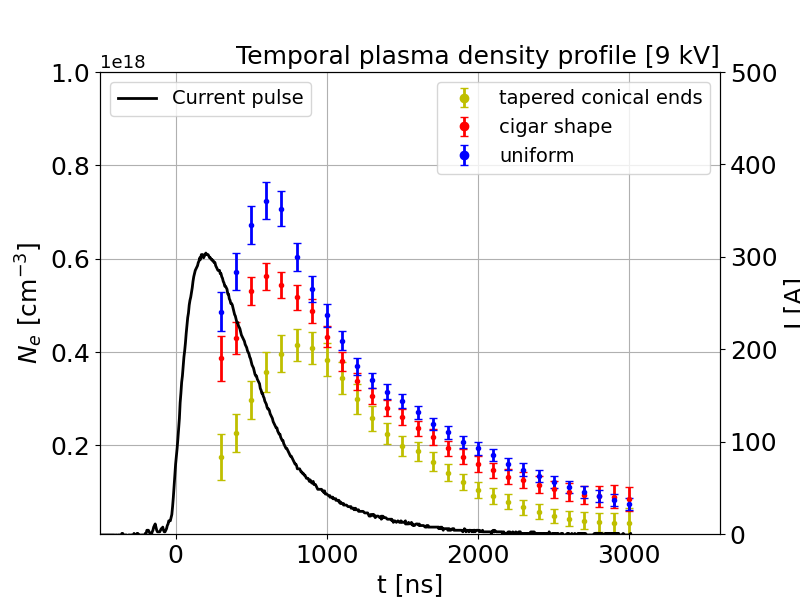 Temporal plasma density profile [9 kV]
1e18
Current pulse
tapered conical ends
cigar shape
uniform
1.0
0.8
0.6
0.4
0.2
500
400
300
200
100
0
N_e [cm^{-3}]
I [A]
0
1000
2000
3000
t [ns]